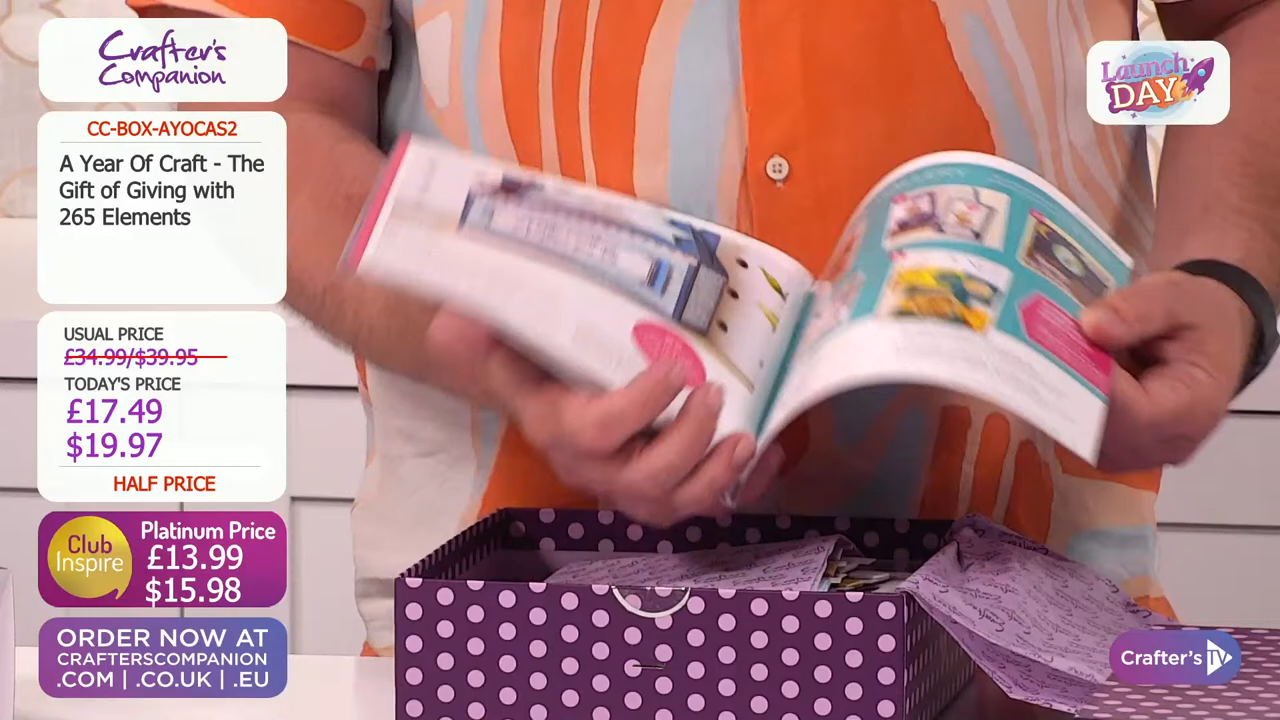 Crafter's
Companion
CC-BOX-AYOCAS2
A Year Of Craft - The
Gift of Giving with
265 Elements
USUAL PRICE
£34.99/$39.95
TODAY'S PRICE
£17.49
$19.97
HALF PRICE
Club
Inspire
Platinum Price
£13.99
$15.98
ORDER NOW AT
CRAFTERSCOMPANION
.COM | .CO.UK | .EU
Launch
DAY
Crafter's TV